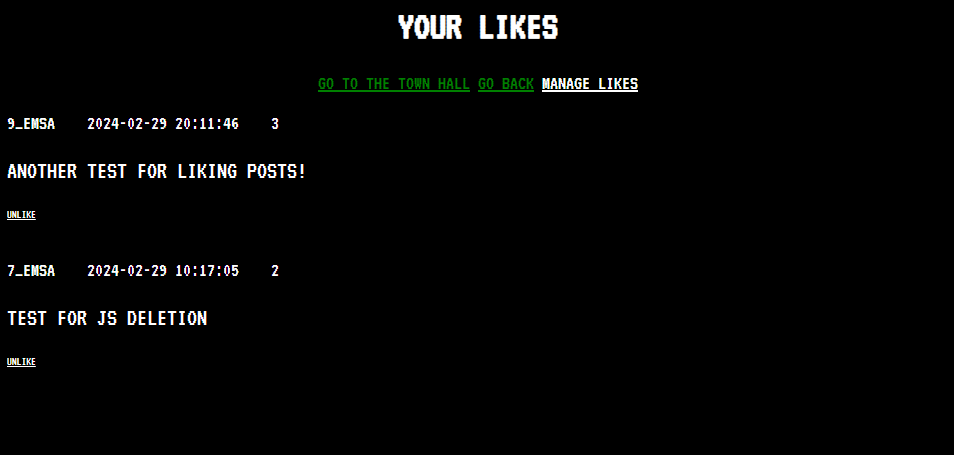 YOUR LIKES
GO TO THE TOWN HALL GO BACK MANAGE LIKES
9_EMSA 2024-02-29 20:11:46 3
ANOTHER TEST FOR LIKING POSTS!
UNLIKE
7_EMSA 2024-02-29 10:17:05 2
TEST FOR JS DELETION
UNLIKE